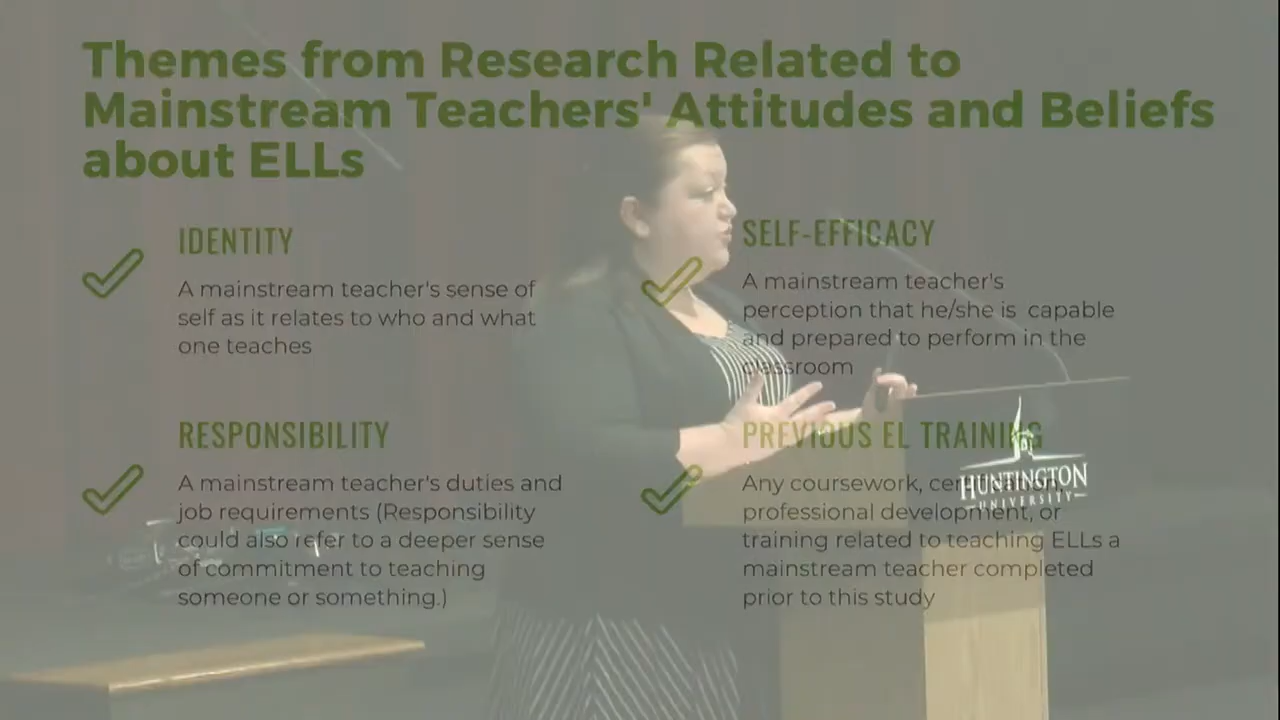 Themes from Research Related to
Mainstream Teachers' Attitudes and Beliefs
about ELLs
IDENTITY
A mainstream teacher's sense of
self as it relates to who and what
one teaches
SELF-EFFICACY
A mainstream teacher's
perception that he/she is capable
and prepared to perform in the
classroom
RESPONSIBILITY
A mainstream teacher's duties and
job requirements (Responsibility
could also refer to a deeper sense
of commitment to teaching
someone or something.)
PREVIOUS EL TRAINING
Any coursework, certification,
professional development, or
training related to teaching ELLs a
mainstream teacher completed
prior to this study
HUNTINGTON
UNIVERSITY